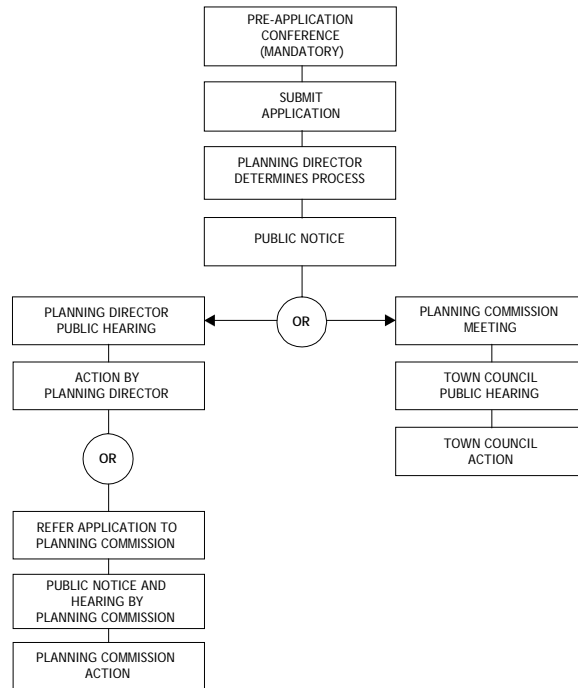 PRE-APPLICATION
CONFERENCE
(MANDATORY)
SUBMIT
APPLICATION
PLANNING DIRECTOR
DETERMINES PROCESS
PUBLIC NOTICE
OR
PLANNING DIRECTOR
PUBLIC HEARING
ACTION BY
PLANNING DIRECTOR
OR
REFER APPLICATION TO
PLANNING COMMISSION
PUBLIC NOTICE AND
HEARING BY
PLANNING COMMISSION
PLANNING COMMISSION
ACTION
PLANNING COMMISSION
MEETING
TOWN COUNCIL
PUBLIC HEARING
TOWN COUNCIL
ACTION